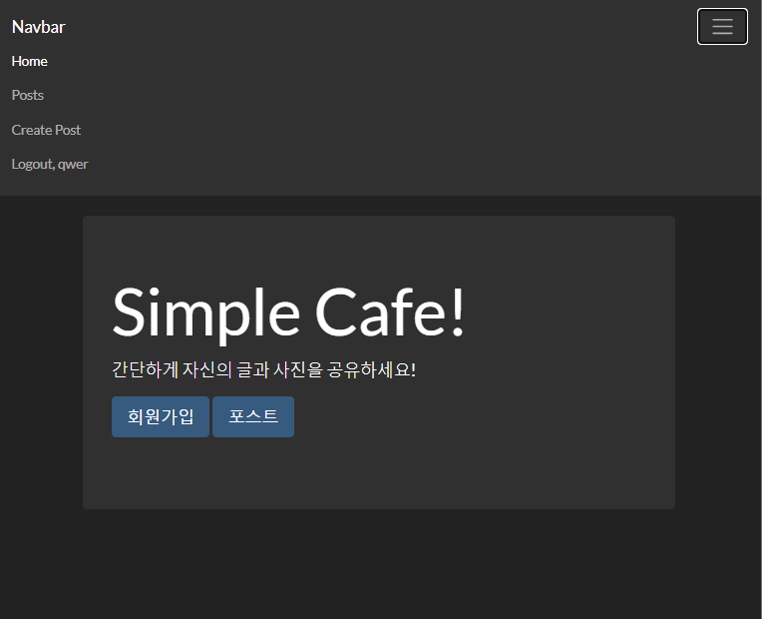 Navbar
Home
Posts
Create Post
Logout, qwer
Simple Cafe!
간단하게 자신의 글과 사진을 공유하세요!
회원가입 포스트